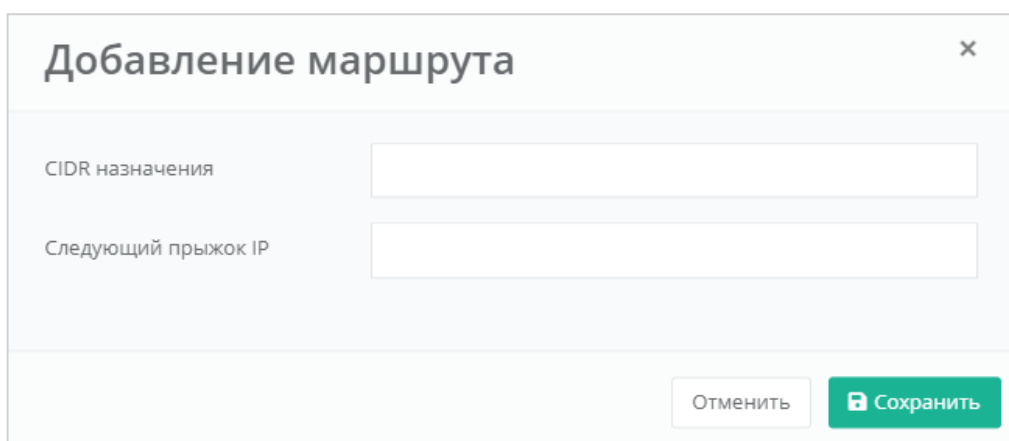 Добавление маршрута
CIDR назначения
Следующий прыжок IP
Отменить
Сохранить